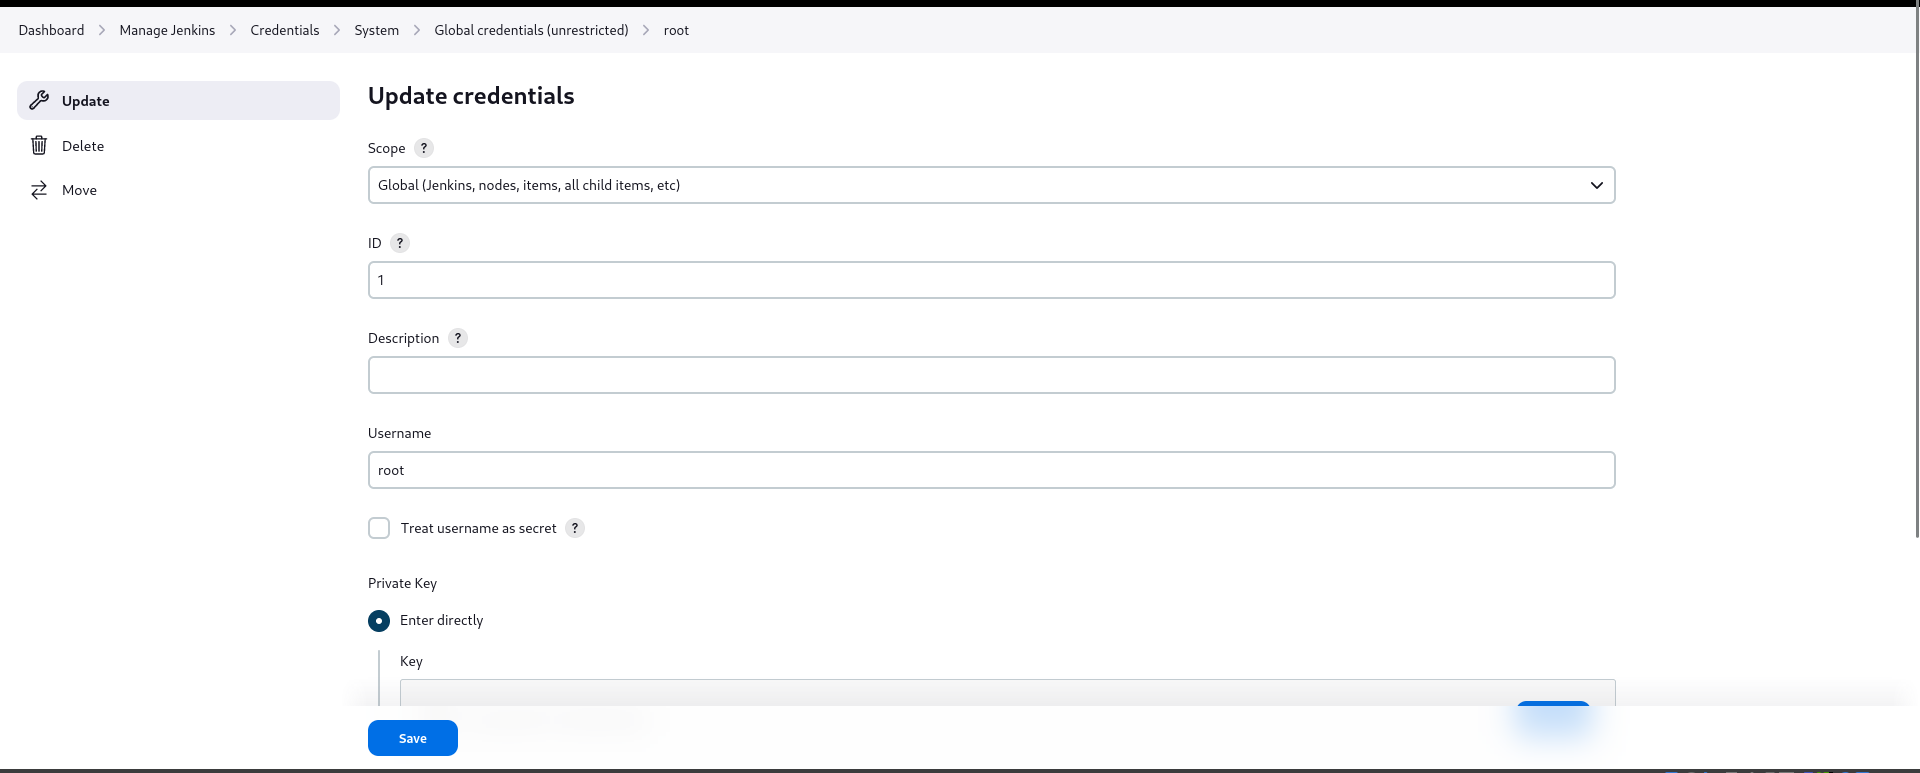 Dashboard > Manage Jenkins > Credentials > System > Global credentials (unrestricted) > root
Update
Delete
Move
Update credentials
Scope ?
Global (Jenkins, nodes, items, all child items, etc)
ID ?
1
Description ?
Username
root
Treat username as secret ?
Private Key
Enter directly
Key
Save